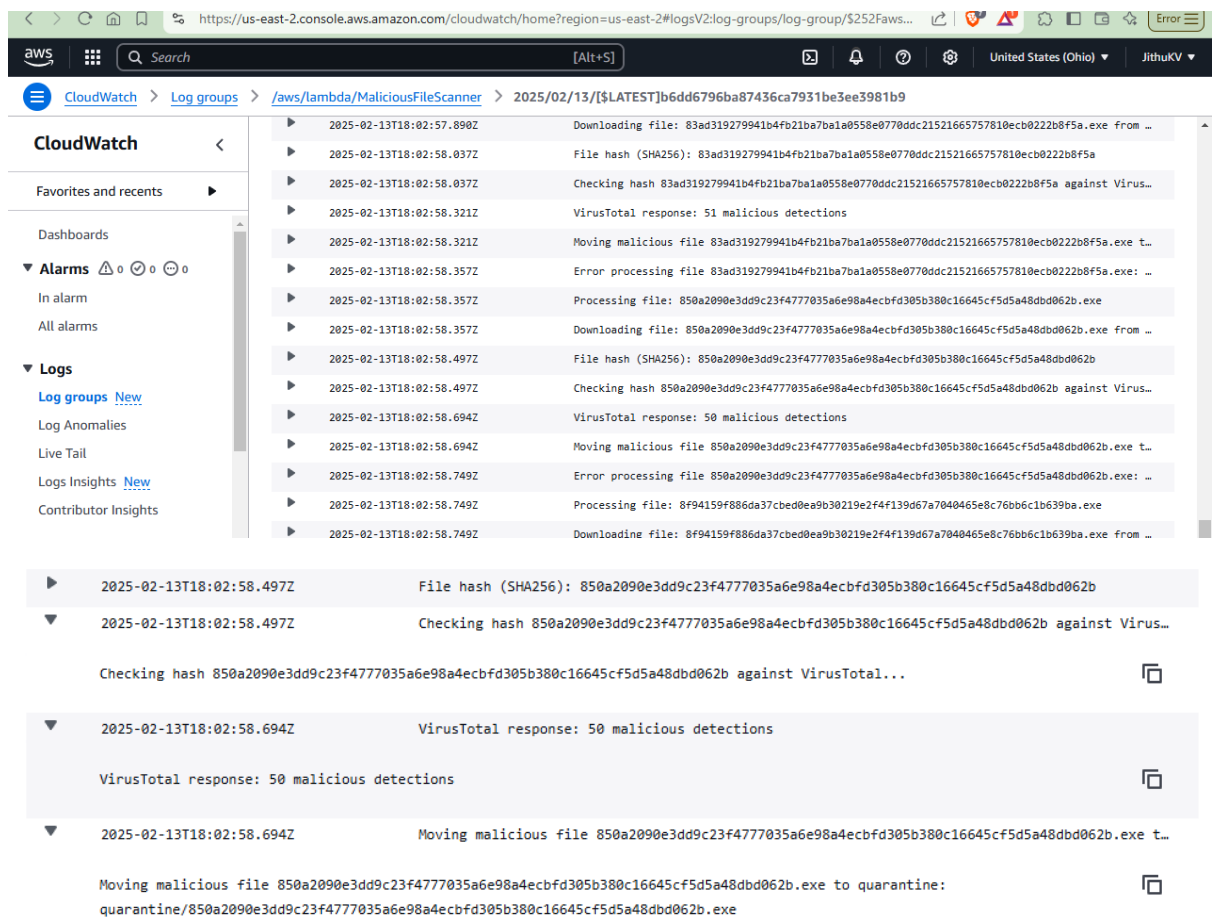 https://us-east-2.console.aws.amazon.com/cloudwatch/home?region=us-east-2#logsV2:log-groups/log-group/$252Faws...
Error
aws
Search
[Alt+S]
United States (Ohio)
JithuKV
CloudWatch > Log groups > /aws/lambda/MaliciousFileScanner > 2025/02/13/[$LATEST]b6dd6796ba87436ca7931be3ee3981b9
CloudWatch
Favorites and recents
Dashboards
Alarms 0 0 0
In alarm
All alarms
Logs
Log groups New
Log Anomalies
Live Tail
Logs Insights New
Contributor Insights
2025-02-13T18:02:57.890Z Downloading file: 83ad319279941b4fb21ba7ba1a0558e0770ddc21521665757810ecb0222b8f5a.exe from …
2025-02-13T18:02:58.037Z File hash (SHA256): 83ad319279941b4fb21ba7ba1a0558e0770ddc21521665757810ecb0222b8f5a
2025-02-13T18:02:58.037Z Checking hash 83ad319279941b4fb21ba7ba1a0558e0770ddc21521665757810ecb0222b8f5a against Virus…
2025-02-13T18:02:58.321Z VirusTotal response: 51 malicious detections
2025-02-13T18:02:58.321Z Moving malicious file 83ad319279941b4fb21ba7ba1a0558e0770ddc21521665757810ecb0222b8f5a.exe t…
2025-02-13T18:02:58.357Z Error processing file 83ad319279941b4fb21ba7ba1a0558e0770ddc21521665757810ecb0222b8f5a.exe: …
2025-02-13T18:02:58.357Z Processing file: 850a2090e3dd9c23f4777035a6e98a4ecbfd305b380c16645cf5d5a48dbd062b.exe
2025-02-13T18:02:58.357Z Downloading file: 850a2090e3dd9c23f4777035a6e98a4ecbfd305b380c16645cf5d5a48dbd062b.exe from …
2025-02-13T18:02:58.497Z File hash (SHA256): 850a2090e3dd9c23f4777035a6e98a4ecbfd305b380c16645cf5d5a48dbd062b
2025-02-13T18:02:58.497Z Checking hash 850a2090e3dd9c23f4777035a6e98a4ecbfd305b380c16645cf5d5a48dbd062b against Virus…
2025-02-13T18:02:58.694Z VirusTotal response: 50 malicious detections
2025-02-13T18:02:58.694Z Moving malicious file 850a2090e3dd9c23f4777035a6e98a4ecbfd305b380c16645cf5d5a48dbd062b.exe t…
2025-02-13T18:02:58.749Z Error processing file 850a2090e3dd9c23f4777035a6e98a4ecbfd305b380c16645cf5d5a48dbd062b.exe: …
2025-02-13T18:02:58.749Z Processing file: 8f94159f886da37cbed0ea9b30219e2f4f139d67a7040465e8c76bb6c1b639ba.exe
2025-02-13T18:02:58.749Z Downloading file: 8f94159f886da37cbed0ea9b30219e2f4f139d67a7040465e8c76bb6c1b639ba.exe from …
2025-02-13T18:02:58.497Z File hash (SHA256): 850a2090e3dd9c23f4777035a6e98a4ecbfd305b380c16645cf5d5a48dbd062b
2025-02-13T18:02:58.497Z Checking hash 850a2090e3dd9c23f4777035a6e98a4ecbfd305b380c16645cf5d5a48dbd062b against Virus…
Checking hash 850a2090e3dd9c23f4777035a6e98a4ecbfd305b380c16645cf5d5a48dbd062b against VirusTotal...
2025-02-13T18:02:58.694Z VirusTotal response: 50 malicious detections
VirusTotal response: 50 malicious detections
2025-02-13T18:02:58.694Z Moving malicious file 850a2090e3dd9c23f4777035a6e98a4ecbfd305b380c16645cf5d5a48dbd062b.exe t…
Moving malicious file 850a2090e3dd9c23f4777035a6e98a4ecbfd305b380c16645cf5d5a48dbd062b.exe to quarantine:
quarantine/850a2090e3dd9c23f4777035a6e98a4ecbfd305b380c16645cf5d5a48dbd062b.exe